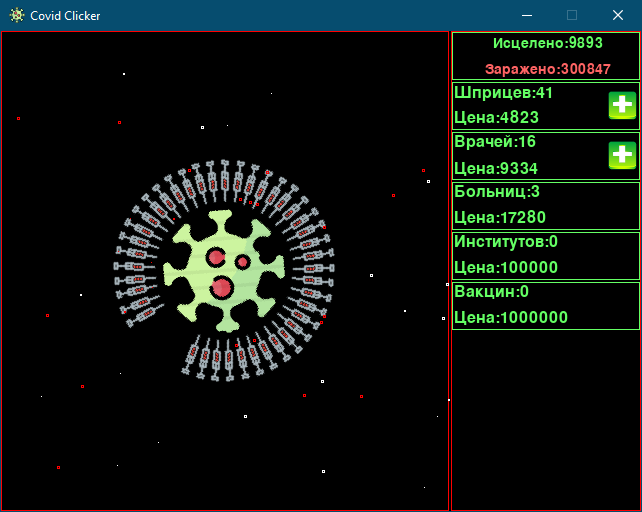 Covid Clicker
Исцелено:9893
Заражено:300847
Шприцев:41
Цена:4823
Врачей:16
Цена:9334
Больниц:3
Цена:17280
Институтов:0
Цена:100000
Вакцин:0
Цена:1000000